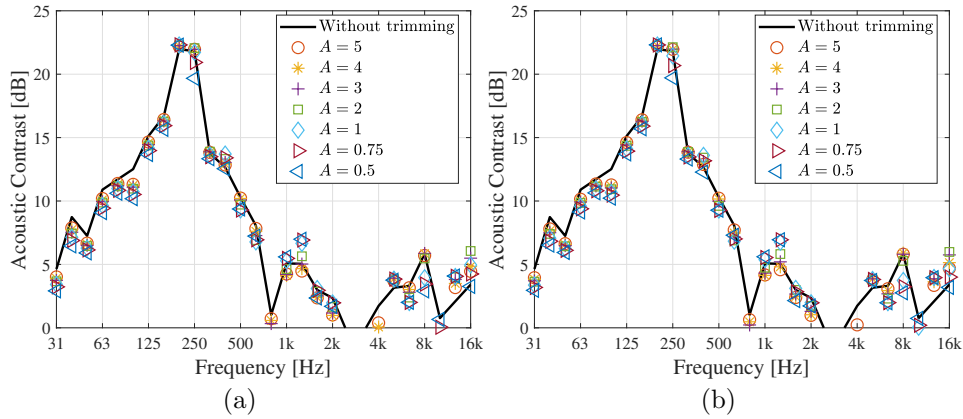 25
20
15
10
5
0
Acoustic Contrast [dB]
31 63 125 250 500 1k 2k 4k 8k 16k
Frequency [Hz]
Without trimming
A = 5
A = 4
A = 3
A = 2
A = 1
A = 0.75
A = 0.5
(a)
25
20
15
10
5
0
Acoustic Contrast [dB]
31 63 125 250 500 1k 2k 4k 8k 16k
Frequency [Hz]
Without trimming
A = 5
A = 4
A = 3
A = 2
A = 1
A = 0.75
A = 0.5
(b)